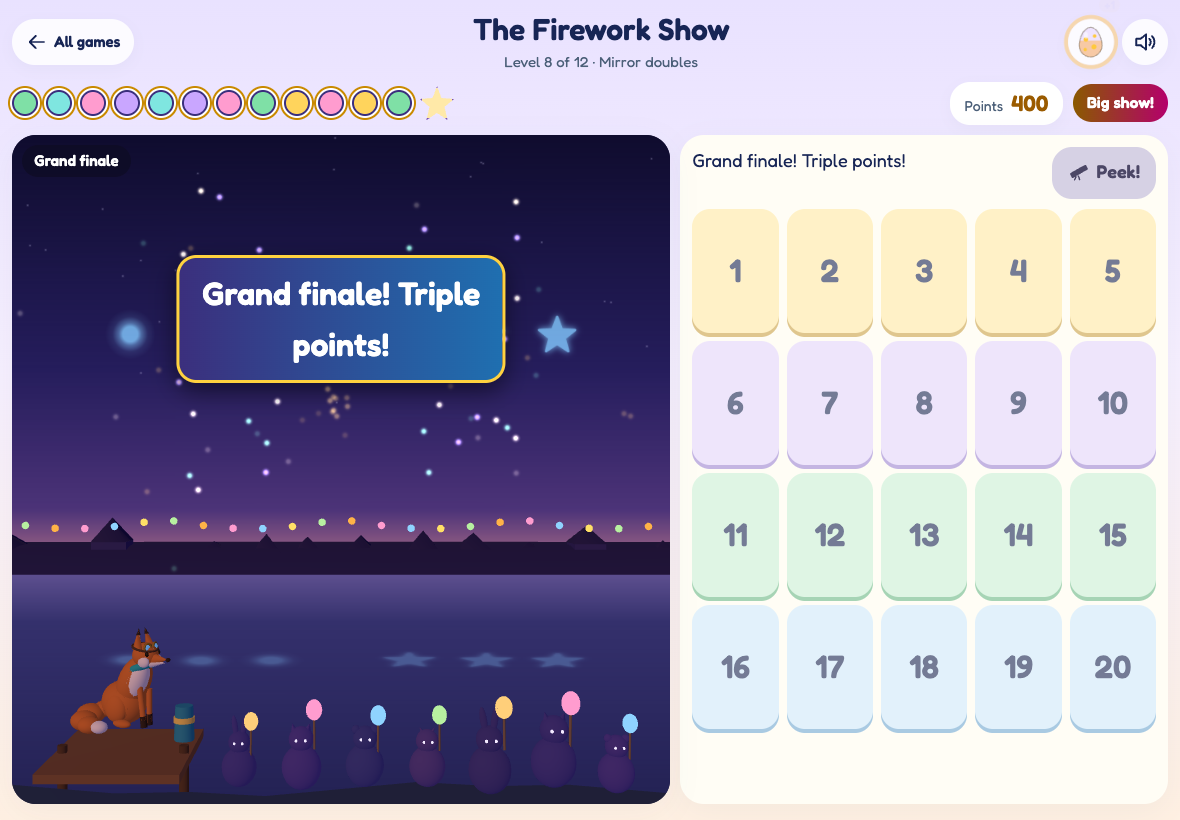 All games
The Firework Show
Level 8 of 12 · Mirror doubles
Points 400
Big show!
Grand finale
Grand finale! Triple
points!
Grand finale! Triple points!
Peek!
1 2 3 4 5
6 7 8 9 10
11 12 13 14 15
16 17 18 19 20